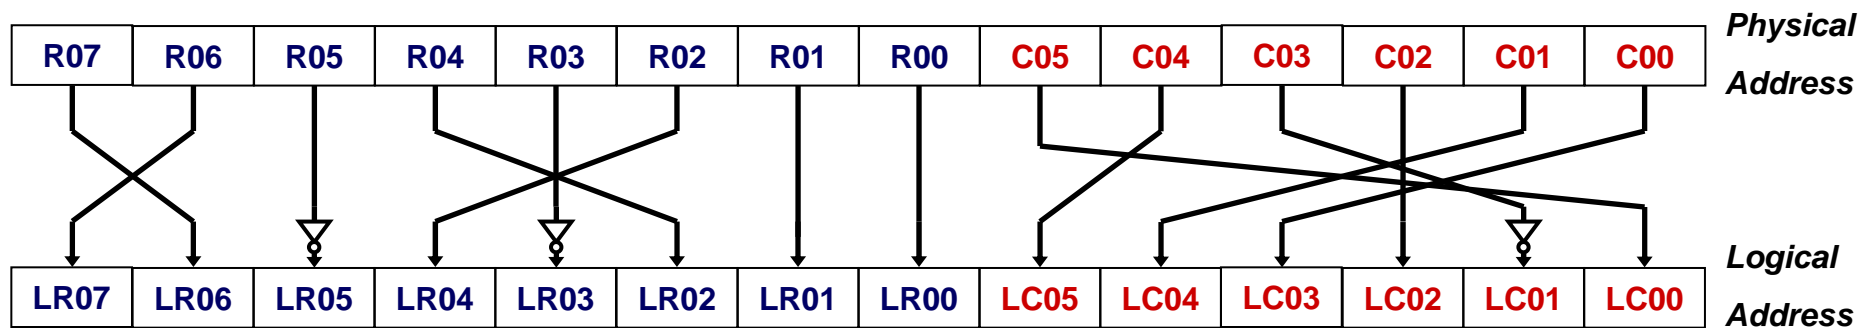 R07 R06 R05 R04 R03 R02 R01 R00 C05 C04 C03 C02 C01 C00 Physical
Address
LR07 LR06 LR05 LR04 LR03 LR02 LR01 LR00 LC05 LC04 LC03 LC02 LC01 LC00 Logical
Address